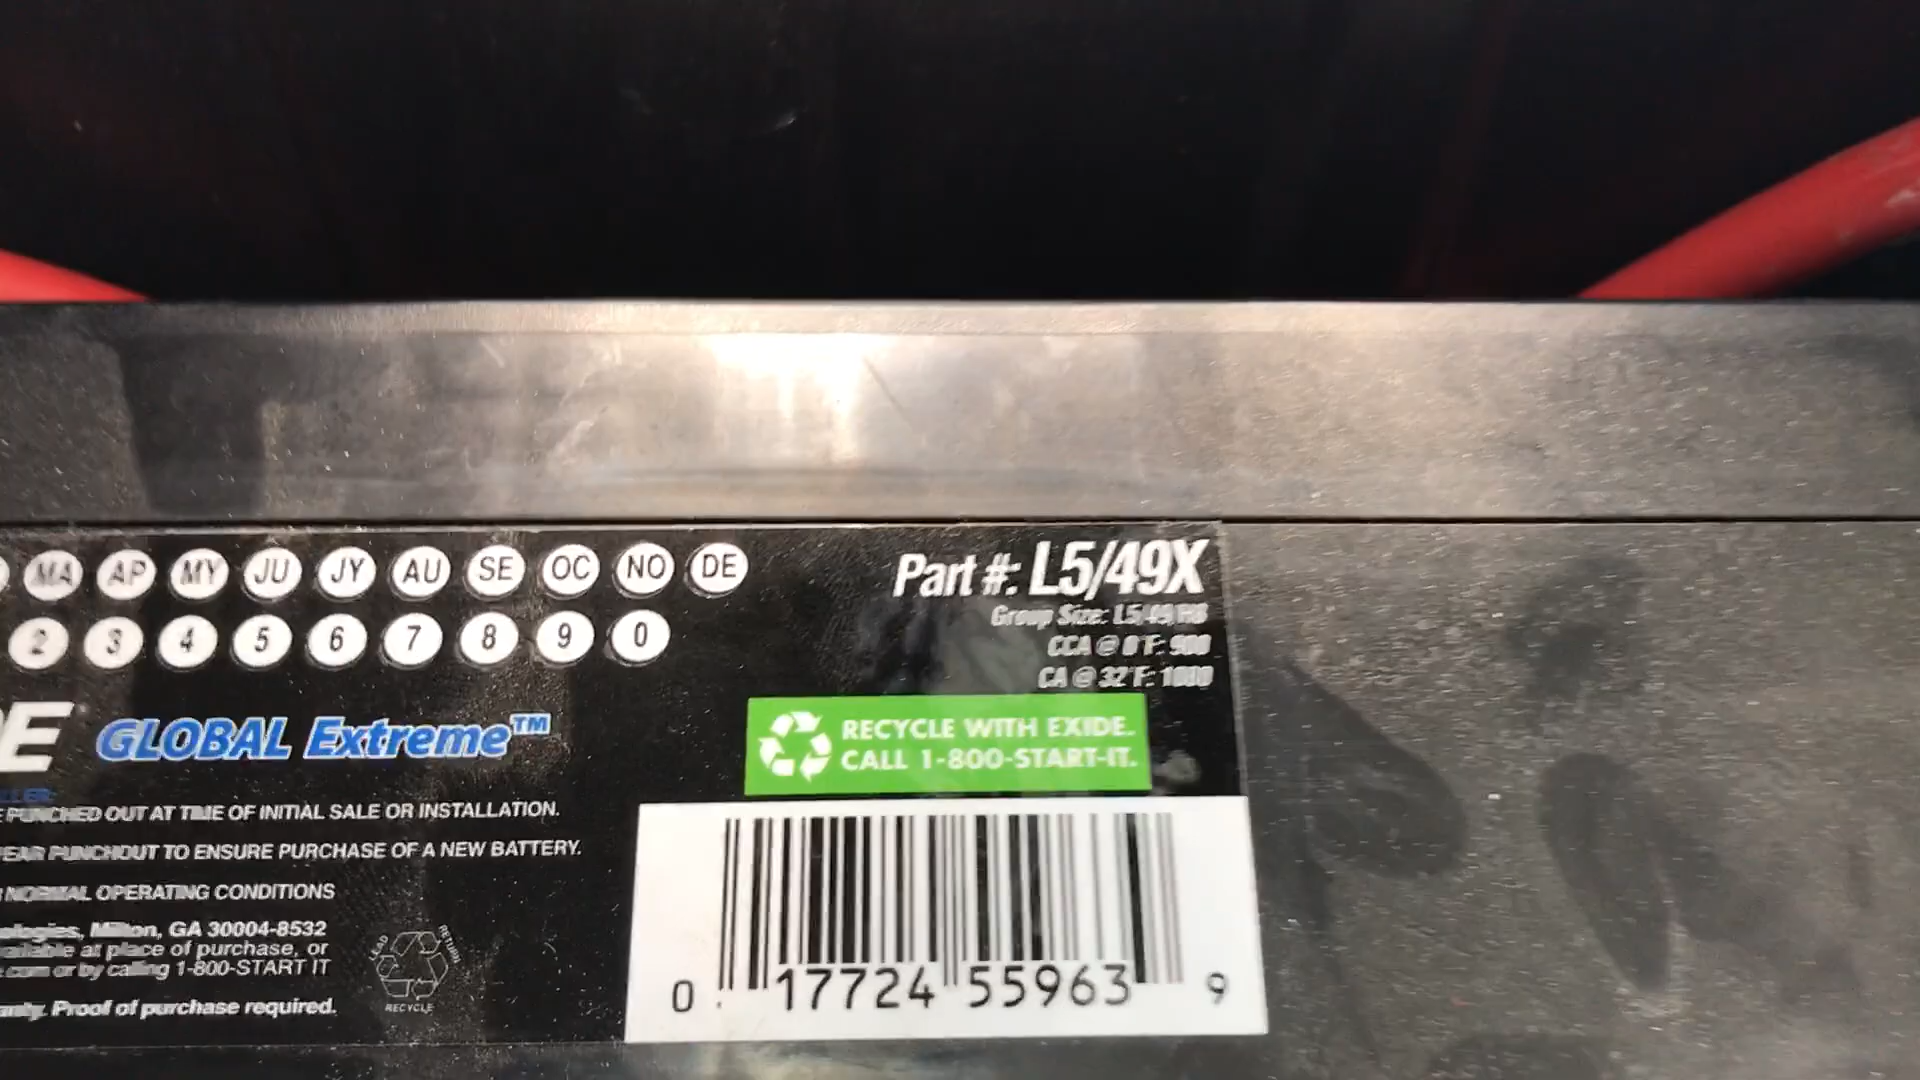 MA AP MY JU JY AU SE OC NO DE
2 3 4 5 6 7 8 9 0
Part #: L5/49X
Group Size: L5/49/H8
CCA @ 0°F: 900
CA @ 32°F: 1000
GLOBAL Extreme™
RECYCLE WITH EXIDE.
CALL 1-800-START-IT.
PUNCHED OUT AT TIME OF INITIAL SALE OR INSTALLATION.
PUNCHOUT TO ENSURE PURCHASE OF A NEW BATTERY.
NORMAL OPERATING CONDITIONS
Milton, GA 30004-8532
at place of purchase, or
.com or by calling 1-800-START IT
Proof of purchase required.
LEAD
RETURN
RECYCLE
0 17724 55963 9